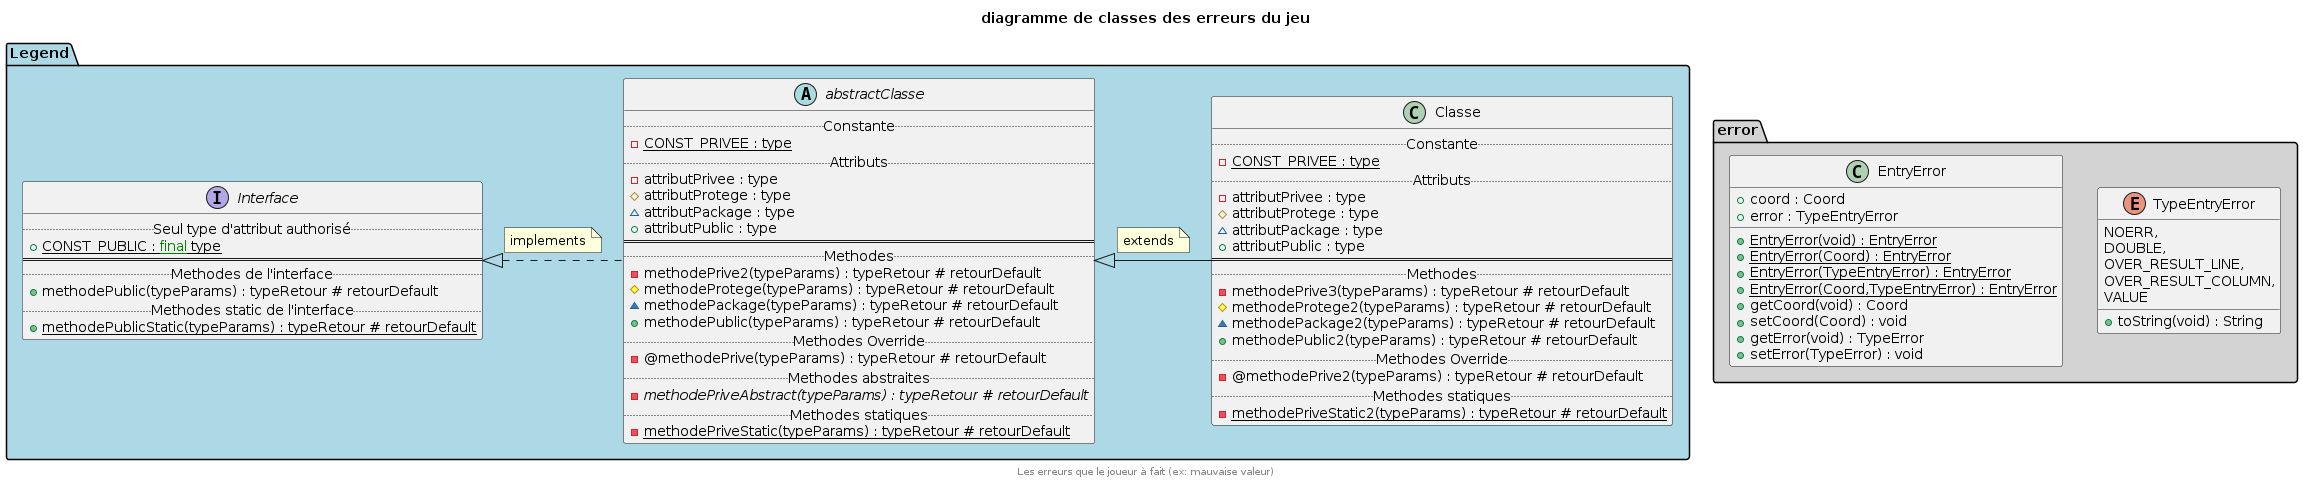 diagramme de classes des erreurs du jeu
Legend
I Interface
Seul type d'attribut authorisé
CONST_PUBLIC : final type
Methodes de l'interface
methodePublic(typeParams) : typeRetour # retourDefault
Methodes static de l'interface
methodePublicStatic(typeParams) : typeRetour # retourDefault
implements
A abstractClasse
Constante
CONST_PRIVEE : type
Attributs
attributPrivee : type
attributProtege : type
attributPackage : type
attributPublic : type
Methodes
methodePrive2(typeParams) : typeRetour # retourDefault
methodeProtege(typeParams) : typeRetour # retourDefault
methodePackage(typeParams) : typeRetour # retourDefault
methodePublic(typeParams) : typeRetour # retourDefault
Methodes Override
@methodePrive(typeParams) : typeRetour # retourDefault
Methodes abstraites
methodePriveAbstract(typeParams) : typeRetour # retourDefault
Methodes statiques
methodePriveStatic(typeParams) : typeRetour # retourDefault
extends
C Classe
Constante
CONST_PRIVEE : type
Attributs
attributPrivee : type
attributProtege : type
attributPackage : type
attributPublic : type
Methodes
methodePrive3(typeParams) : typeRetour # retourDefault
methodeProtege2(typeParams) : typeRetour # retourDefault
methodePackage2(typeParams) : typeRetour # retourDefault
methodePublic2(typeParams) : typeRetour # retourDefault
Methodes Override
@methodePrive2(typeParams) : typeRetour # retourDefault
Methodes statiques
methodePriveStatic2(typeParams) : typeRetour # retourDefault
error
C EntryError
coord : Coord
error : TypeEntryError
EntryError(void) : EntryError
EntryError(Coord) : EntryError
EntryError(TypeEntryError) : EntryError
EntryError(Coord,TypeEntryError) : EntryError
getCoord(void) : Coord
setCoord(Coord) : void
getError(void) : TypeError
setError(TypeError) : void
E TypeEntryError
NOERR,
DOUBLE,
OVER_RESULT_LINE,
OVER_RESULT_COLUMN,
VALUE
toString(void) : String
Les erreurs que le joueur à fait (ex: mauvaise valeur)